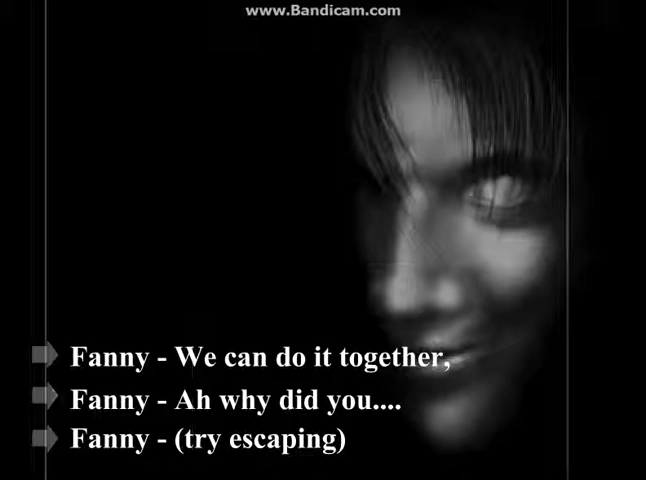 www.Bandicam.com
Fanny - We can do it together,
Fanny - Ah why did you....
Fanny - (try escaping)